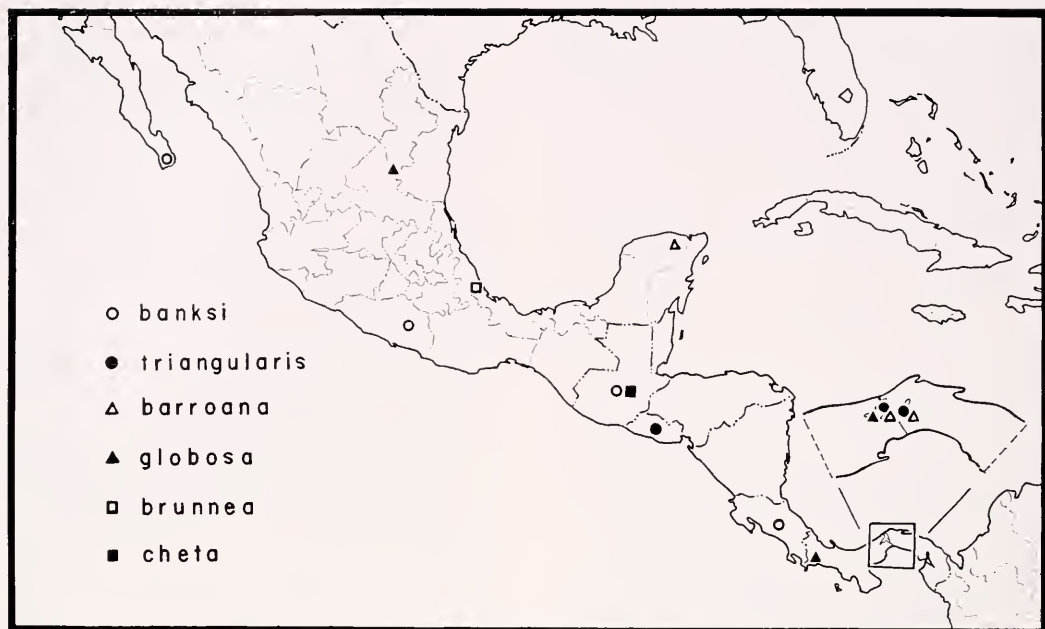 banksi
triangularis
barroana
globosa
brunnea
cheta